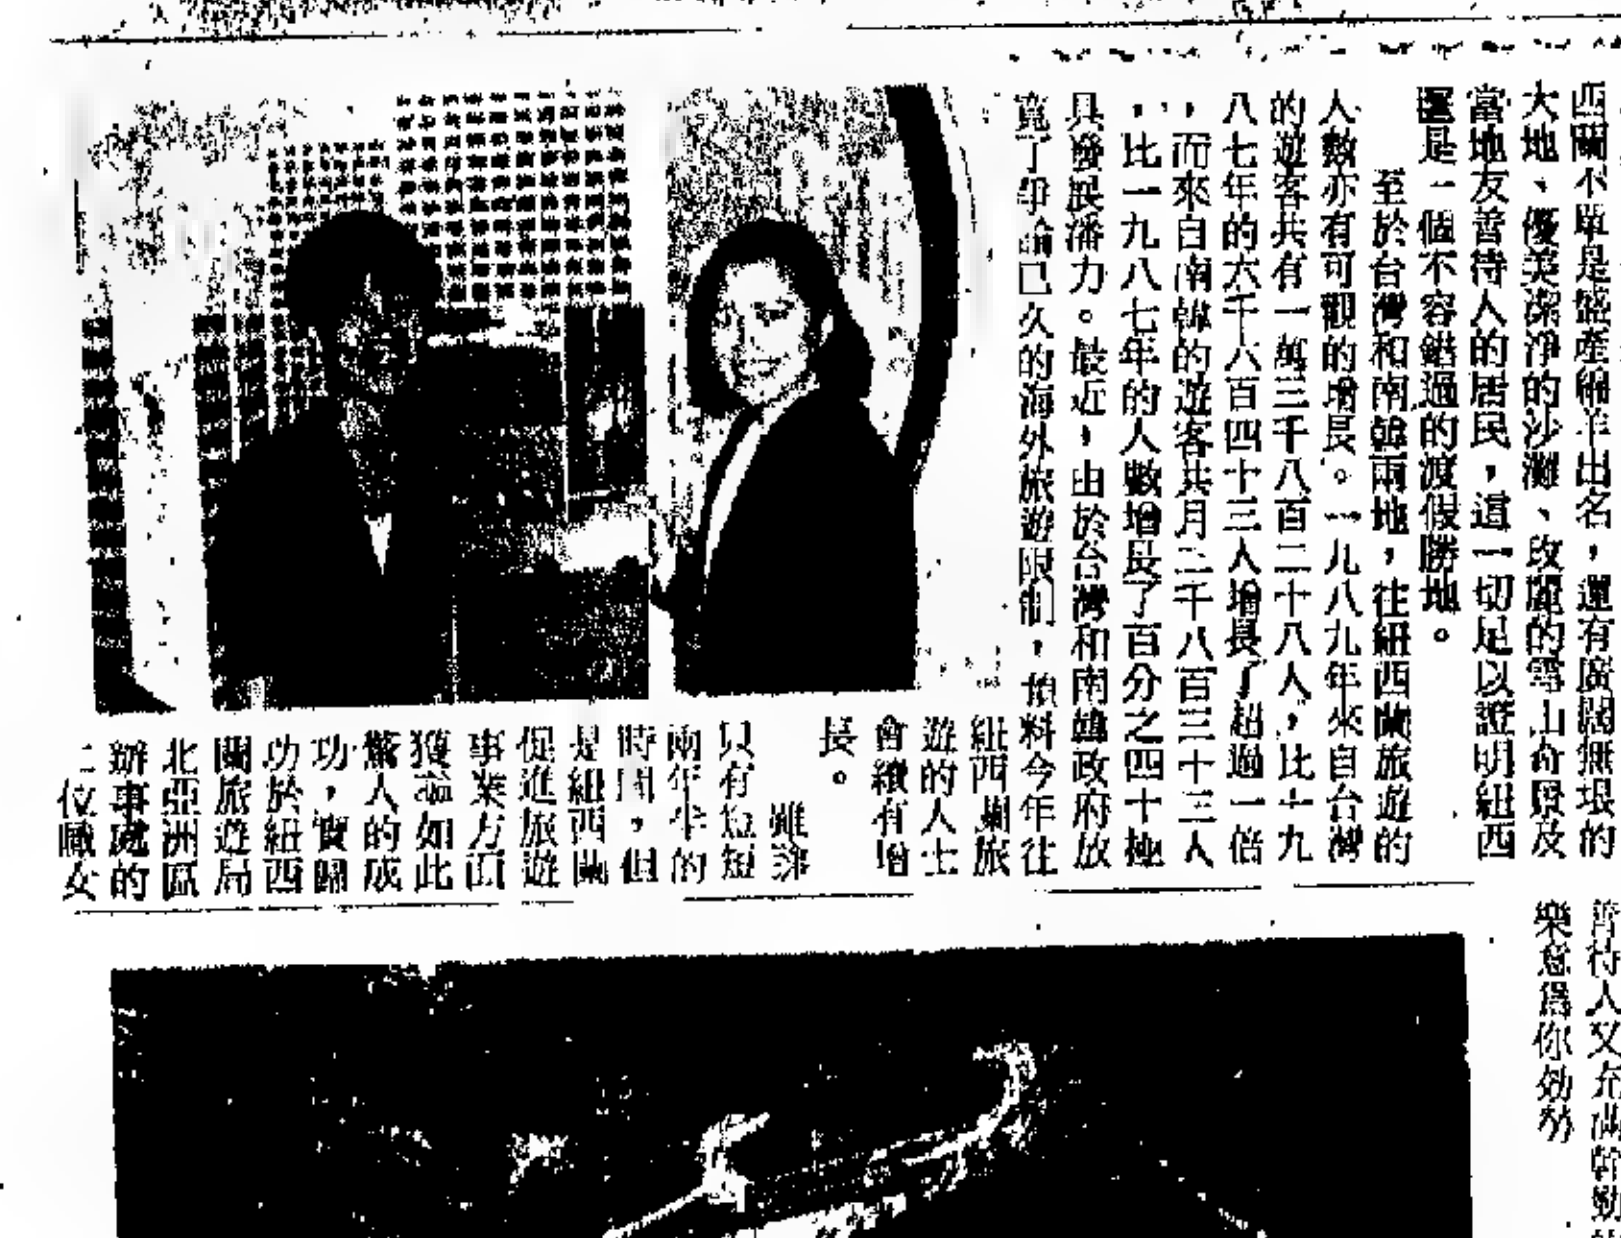 西蘭不單是盛產綿羊出名，還有廣闊無垠的
大地、優美潔淨的沙灘、玫麗的雪山奇景及
當地友善待人的居民，這一切足以證明紐西
蘭是一個不容錯過的渡假勝地。
至於台灣和南韓兩地，往紐西蘭旅遊的
人數亦有可觀的增長。一九八九年來自台灣
的遊客共有一萬三千八百二十八人，比一九
八七年的六千六百四十三人增長了超過一倍
，而來自南韓的遊客共有二千八百三十三人
，比一九八七年的人數增長了百分之四十極
具發展潛力。最近，由於台灣和南韓政府放
寬了爭論已久的海外旅遊限制，預料今年往
紐西蘭旅
遊的人士
會續有增
長。
雖
只有短短
兩年半的
時間，但
是紐西蘭
促進旅遊
事業方面
獲 如此
驚人的成
功，實歸
功於紐西
蘭旅遊局
北亞洲區
辦事處的
二位職女
善待人又充滿幹勁
樂意為你効勞